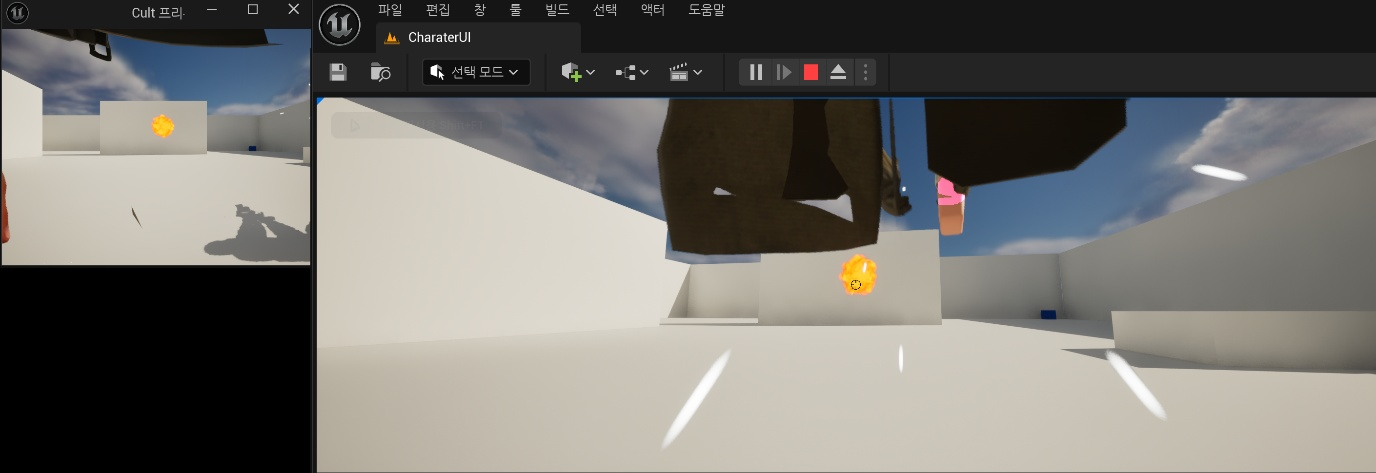 Cult 프리
파일 편집 창 툴 빌드 선택 액터 도움말
CharaterUI
선택 모드